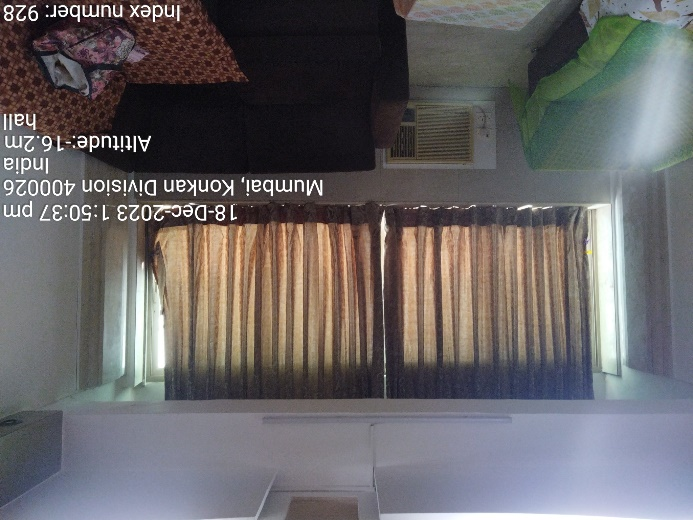 18-Dec-2023 1:50:37 pm
Mumbai, Konkan Division 400026
India
Altitude:-16.2m
hall
Index number: 928